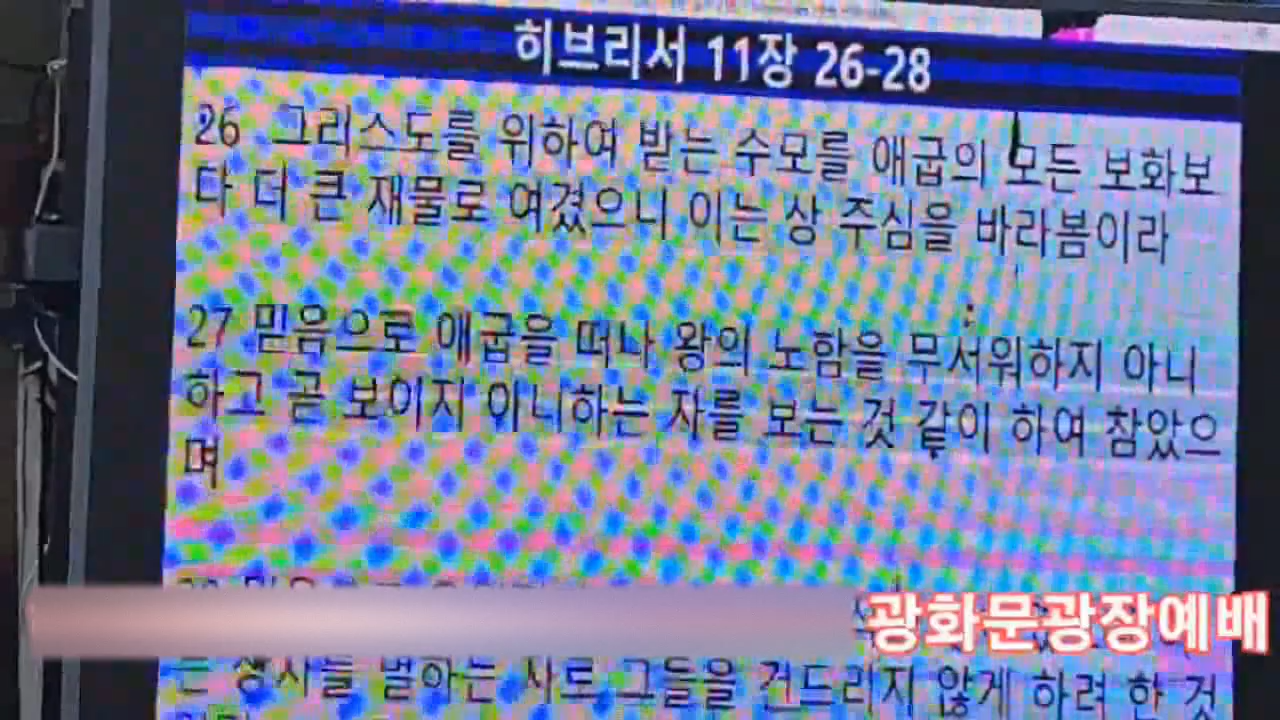 히브리서 11장 26-28
26 그리스도를 위하여 받는 수모를 애굽의 모든 보화보
다 더 큰 재물로 여겼으니 이는 상 주심을 바라봄이라
27 믿음으로 애굽을 떠나 왕의 노함을 무서워하지 아니
하고 곧 보이지 아니하는 자를 보는 것 같이 하여 참았으
며
광화문광장예배
는 멸하는 자로 그들을 건드리지 않게 하려 한 것